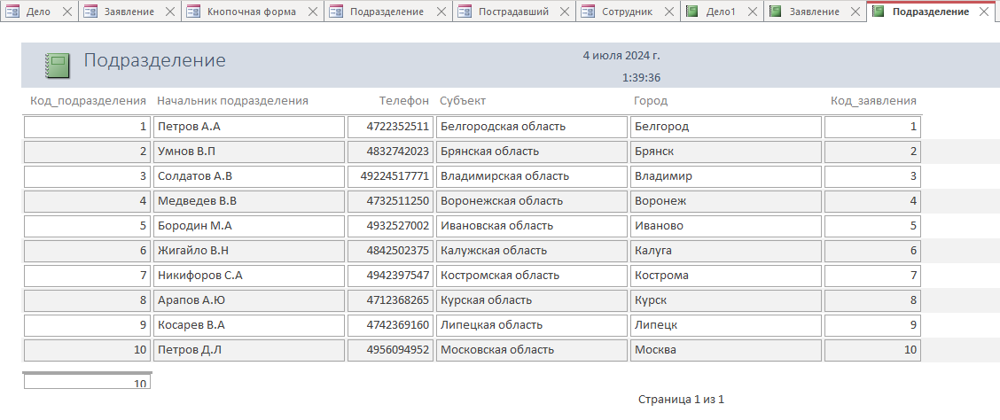 Дело Заявление Кнопочная форма Подразделение Пострадавший Сотрудник Дело1 Заявление Подразделение
Подразделение 4 июля 2024 г.
1:39:36
Код_подразделения Начальник подразделения Телефон Субъект Город Код_заявления
1 Петров А.А 4722352511 Белгородская область Белгород 1
2 Умнов В.П 4832742023 Брянская область Брянск 2
3 Солдатов А.В 49224517771 Владимирская область Владимир 3
4 Медведев В.В 4732511250 Воронежская область Воронеж 4
5 Бородин М.А 4932527002 Ивановская область Иваново 5
6 Жигайло В.Н 4842502375 Калужская область Калуга 6
7 Никифоров С.А 4942397547 Костромская область Кострома 7
8 Арапов А.Ю 4712368265 Курская область Курск 8
9 Косарев В.А 4742369160 Липецкая область Липецк 9
10 Петров Д.Л 4956094952 Московская область Москва 10
10
Страница 1 из 1